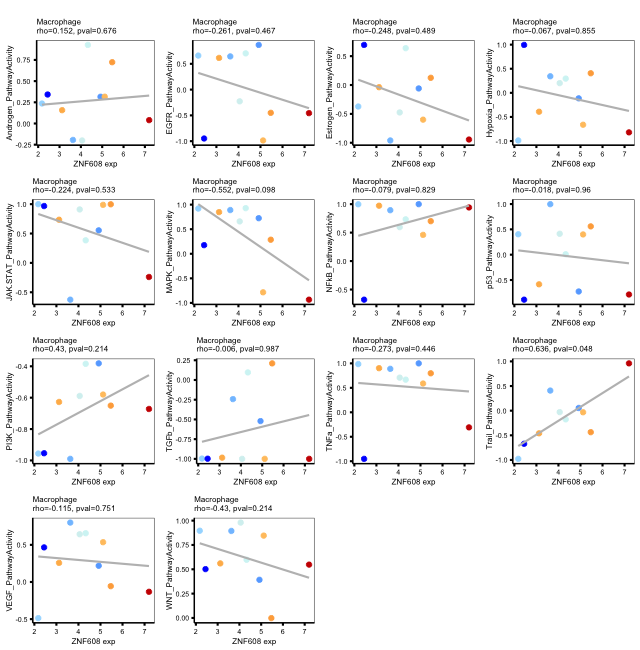 Macrophage
rho=0.152, pval=0.676
Androgen_PathwayActivity
0.75
0.50
0.25
0.00
-0.25
2 3 4 5 6 7
ZNF608 exp
Macrophage
rho=-0.261, pval=0.467
EGFR_PathwayActivity
1.0
0.5
0.0
-0.5
-1.0
2 3 4 5 6 7
ZNF608 exp
Macrophage
rho=-0.248, pval=0.489
Estrogen_PathwayActivity
0.5
0.0
-0.5
-1.0
2 3 4 5 6 7
ZNF608 exp
Macrophage
rho=-0.067, pval=0.855
Hypoxia_PathwayActivity
1.0
0.5
0.0
-0.5
-1.0
2 3 4 5 6 7
ZNF608 exp
Macrophage
rho=-0.224, pval=0.533
JAK.STAT_PathwayActivity
1.0
0.5
0.0
-0.5
2 3 4 5 6 7
ZNF608 exp
Macrophage
rho=-0.552, pval=0.098
MAPK_PathwayActivity
1.0
0.5
0.0
-0.5
-1.0
2 3 4 5 6 7
ZNF608 exp
Macrophage
rho=-0.079, pval=0.829
NFkB_PathwayActivity
1.0
0.5
0.0
-0.5
2 3 4 5 6 7
ZNF608 exp
Macrophage
rho=-0.018, pval=0.96
p53_PathwayActivity
1.0
0.5
0.0
-0.5
2 3 4 5 6 7
ZNF608 exp
Macrophage
rho=0.43, pval=0.214
PI3K_PathwayActivity
-0.4
-0.6
-0.8
-1.0
2 3 4 5 6 7
ZNF608 exp
Macrophage
rho=-0.006, pval=0.987
TGFb_PathwayActivity
0.25
0.00
-0.25
-0.50
-0.75
-1.00
2 3 4 5 6 7
ZNF608 exp
Macrophage
rho=-0.273, pval=0.446
TNFa_PathwayActivity
1.0
0.5
0.0
-0.5
-1.0
2 3 4 5 6 7
ZNF608 exp
Macrophage
rho=0.636, pval=0.048
Trail_PathwayActivity
1.0
0.5
0.0
-0.5
-1.0
2 3 4 5 6 7
ZNF608 exp
Macrophage
rho=-0.115, pval=0.751
VEGF_PathwayActivity
0.5
0.0
-0.5
2 3 4 5 6 7
ZNF608 exp
Macrophage
rho=-0.43, pval=0.214
WNT_PathwayActivity
1.00
0.75
0.50
0.25
0.00
2 3 4 5 6 7
ZNF608 exp